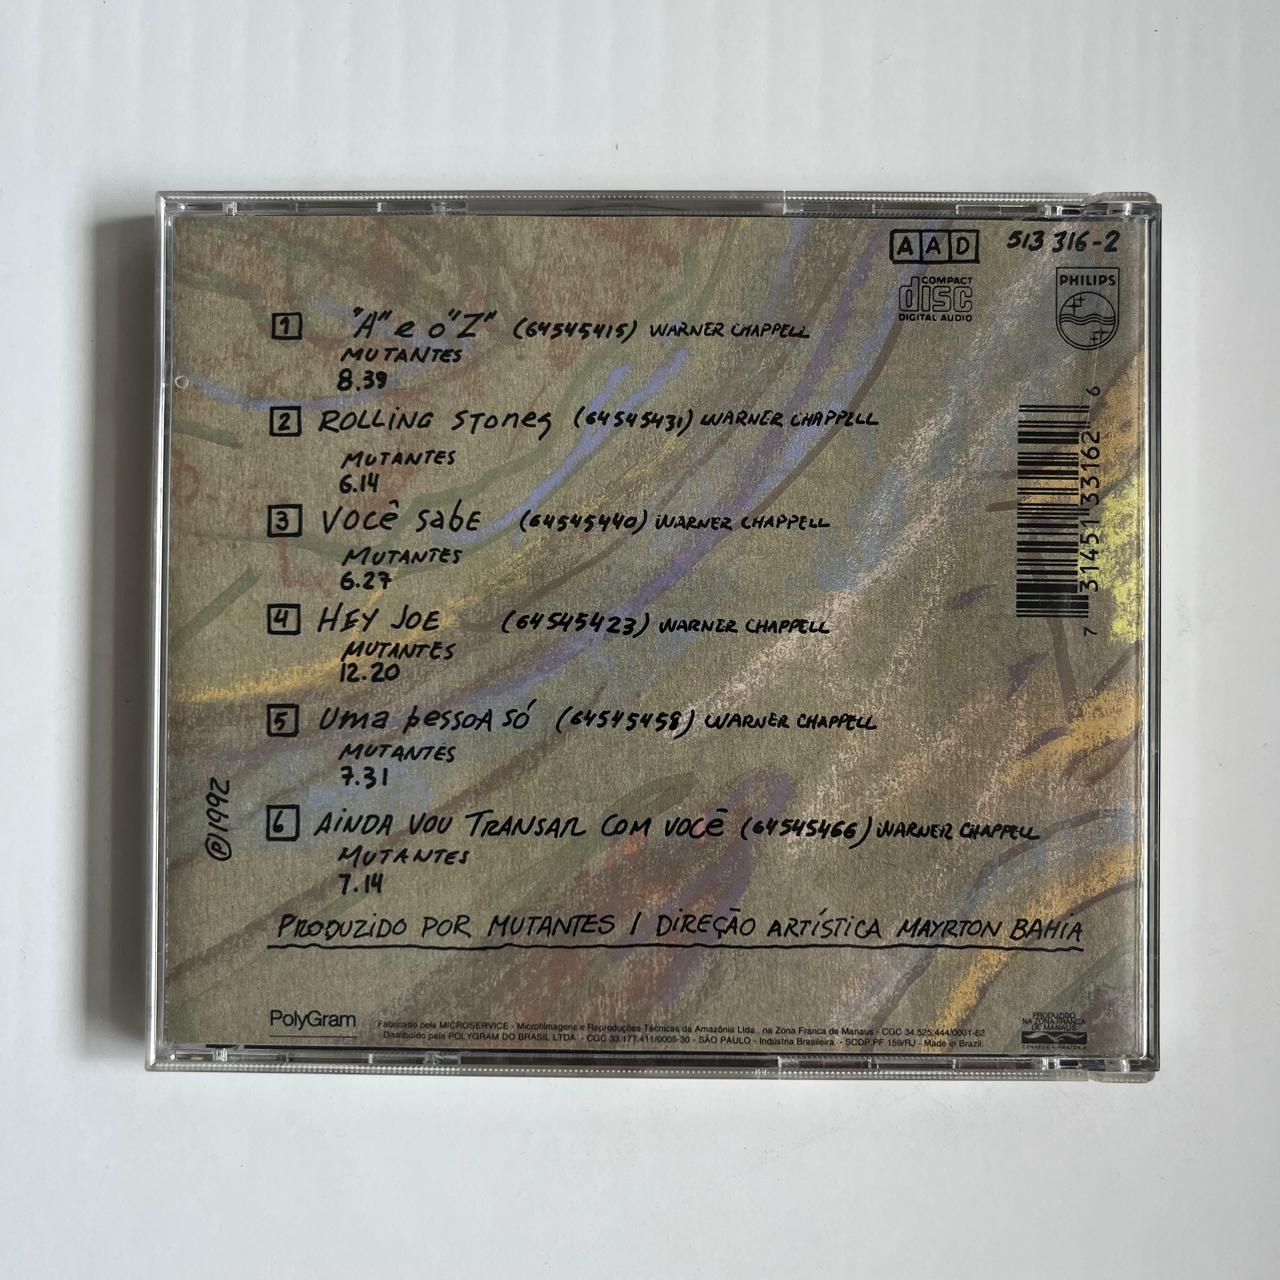 AAD
513 316-2
COMPACT
disc
DIGITAL AUDIO
PHILIPS
1 "A" e o "Z" (64545415) WARNER CHAPPELL
MUTANTES
8.39
2 ROLLING STONES (64545431) WARNER CHAPPELL
MUTANTES
6.14
3 VOCÊ SABE (64545440) WARNER CHAPPELL
MUTANTES
6.27
4 HEY JOE (64545423) WARNER CHAPPELL
MUTANTES
12.20
5 UMA PESSOA SÓ (64545458) WARNER CHAPPELL
MUTANTES
7.31
6 AINDA VOU TRANSAR COM VOCÊ (64545466) WARNER CHAPPELL
MUTANTES
7.14
PRODUZIDO POR MUTANTES / DIREÇÃO ARTÍSTICA MAYRTON BAHIA
℗1992
7 31451 33162 6
PolyGram
Fabricado pela MICROSERVICE - Microfilmagens e Reproduções Técnicas da Amazônia Ltda., na Zona Franca de Manaus - CGC 34.525.444/0001-62
Distribuído pela POLYGRAM DO BRASIL LTDA. - CGC 33.177.411/0005-30 - SÃO PAULO - Indústria Brasileira. - SCDP.PF 159/RJ - Made in Brazil.
PRODUZIDO
NA ZONA FRANCA
DE MANAUS
CONHEÇA A AMAZÔNIA